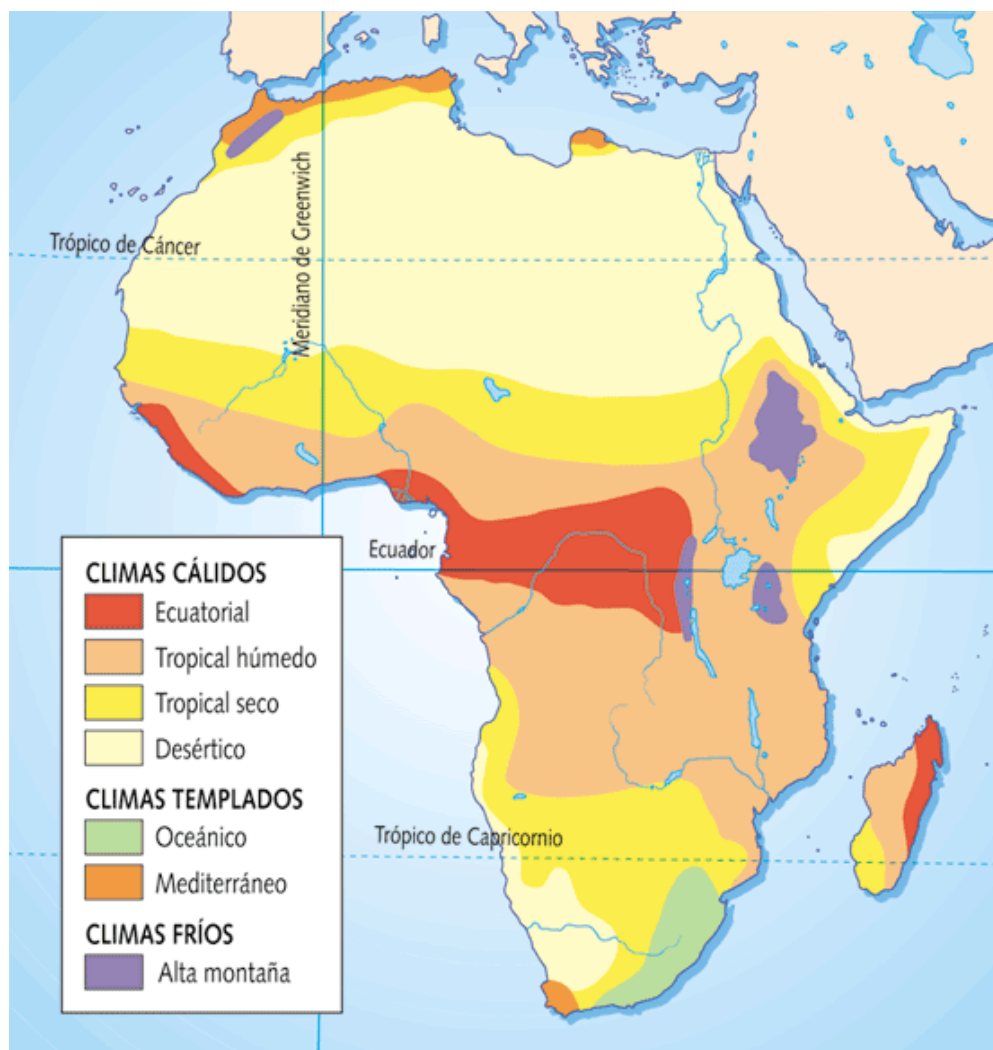 Trópico de Cáncer
Meridiano de Greenwich
Ecuador
Trópico de Capricornio
CLIMAS CÁLIDOS
Ecuatorial
Tropical húmedo
Tropical seco
Desértico
CLIMAS TEMPLADOS
Oceánico
Mediterráneo
CLIMAS FRÍOS
Alta montaña